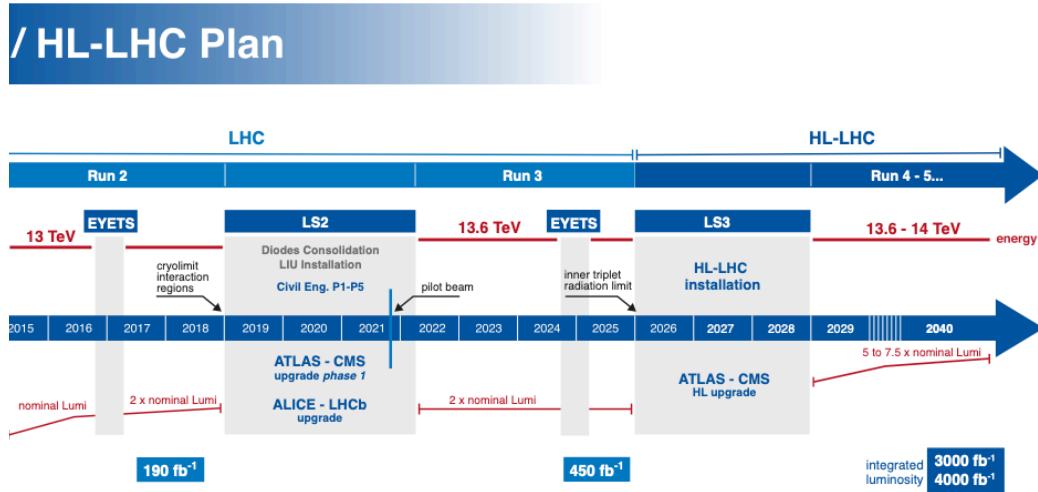 / HL-LHC Plan
LHC
HL-LHC
Run 2
Run 3
Run 4 - 5...
EYETS
LS2
EYETS
LS3
13 TeV
13.6 TeV
13.6 - 14 TeV
energy
Diodes Consolidation
LIU Installation
Civil Eng. P1-P5
cryolimit
interaction
regions
pilot beam
inner triplet
radiation limit
HL-LHC
installation
2015
2016
2017
2018
2019
2020
2021
2022
2023
2024
2025
2026
2027
2028
2029
2040
5 to 7.5 x nominal Lumi
ATLAS - CMS
upgrade phase 1
ALICE - LHCb
upgrade
ATLAS - CMS
HL upgrade
nominal Lumi
2 x nominal Lumi
2 x nominal Lumi
190 fb-1
450 fb-1
integrated
luminosity
3000 fb-1
4000 fb-1